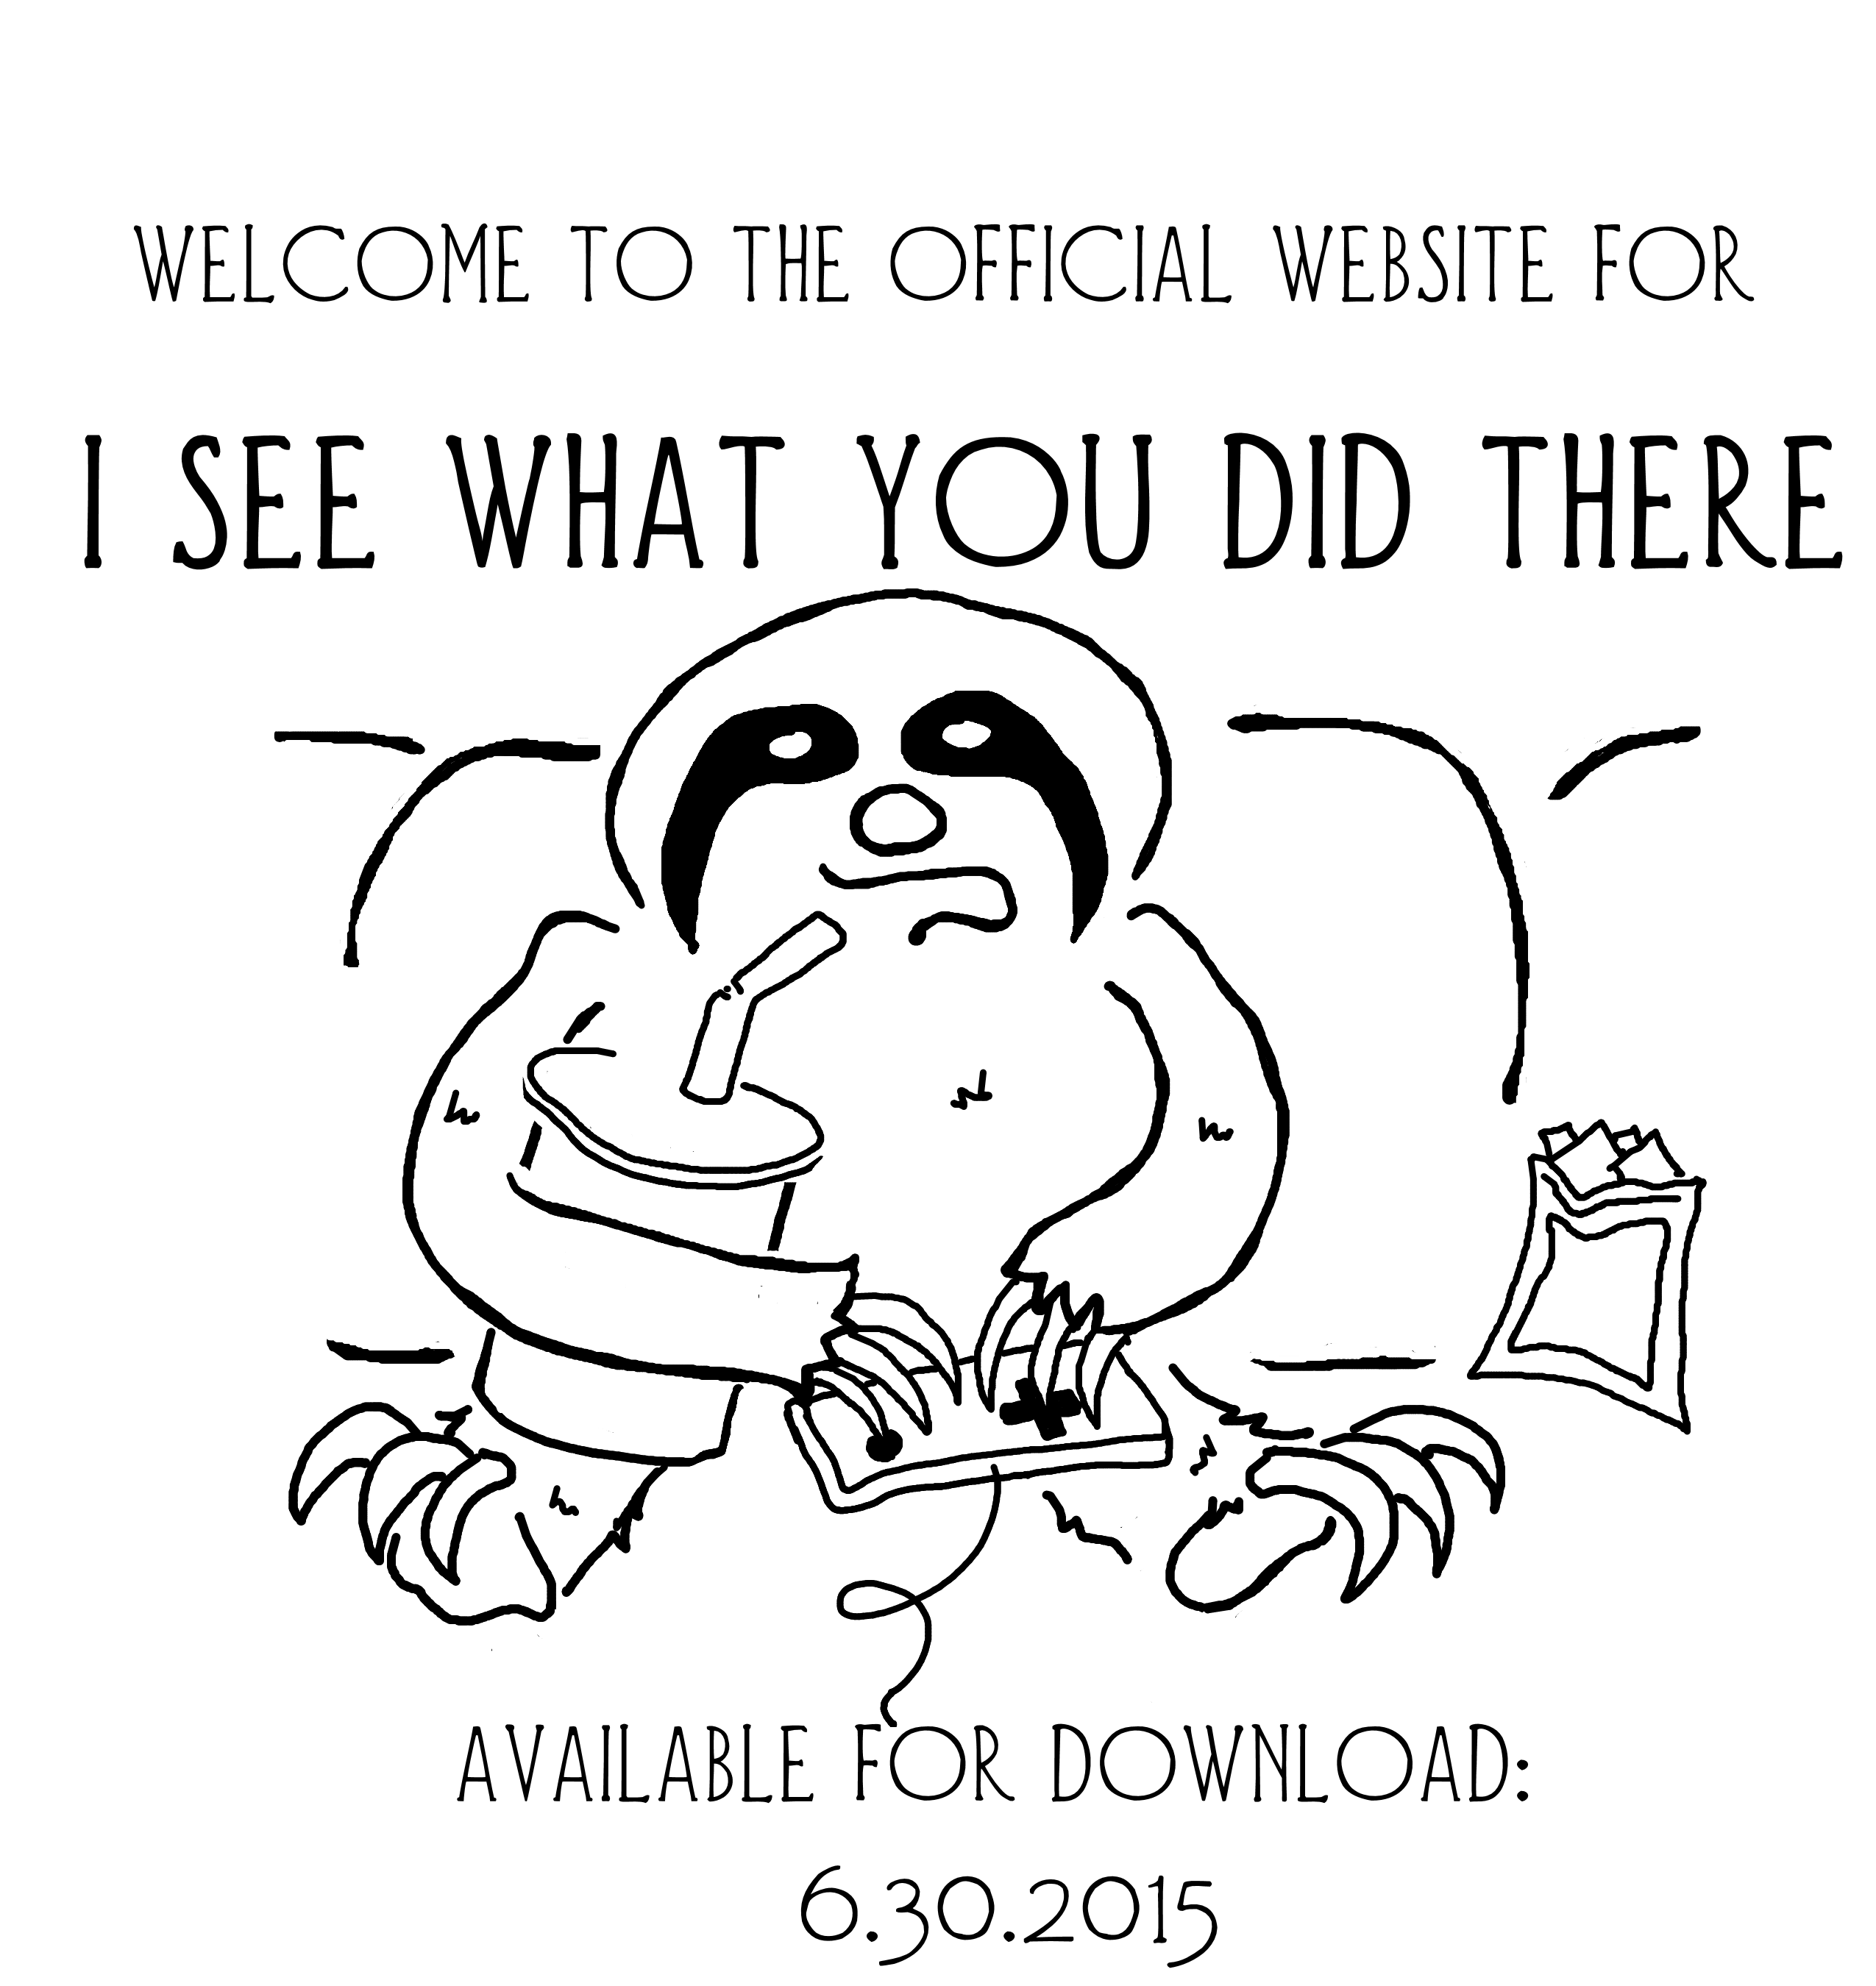 WELCOME TO THE OFFICIAL WEBSITE FOR
I SEE WHAT YOU DID THERE
AVAILABLE FOR DOWNLOAD:
6.30.2015